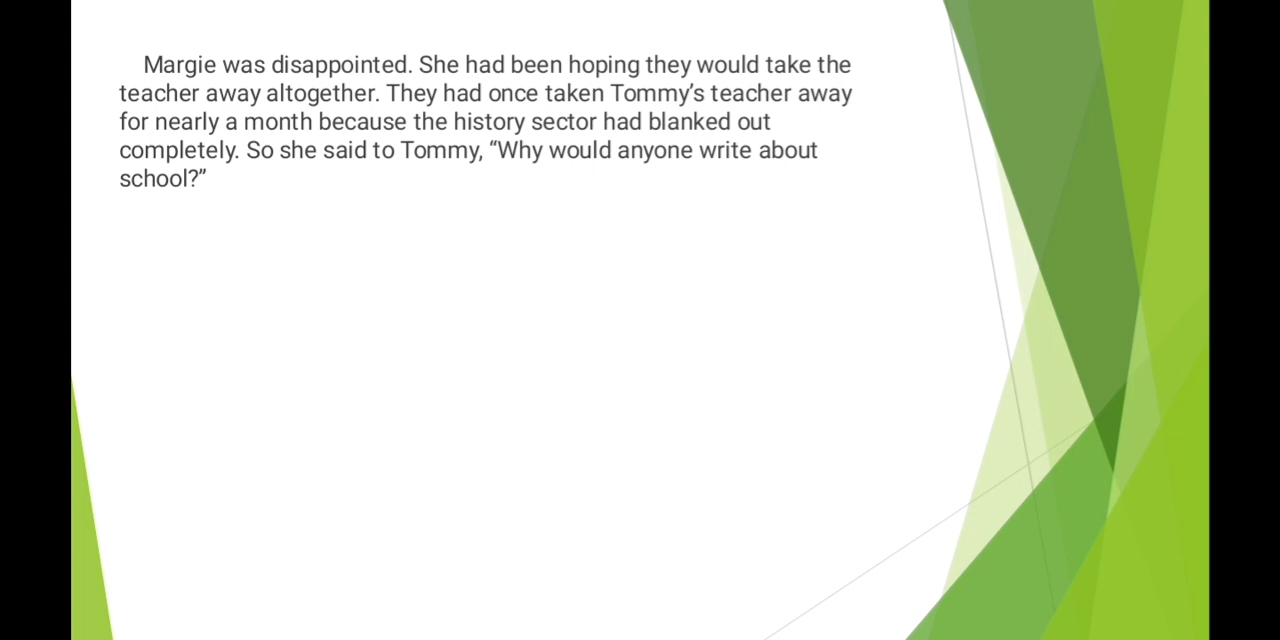 Margie was disappointed. She had been hoping they would take the
teacher away altogether. They had once taken Tommy’s teacher away
for nearly a month because the history sector had blanked out
completely. So she said to Tommy, “Why would anyone write about
school?”